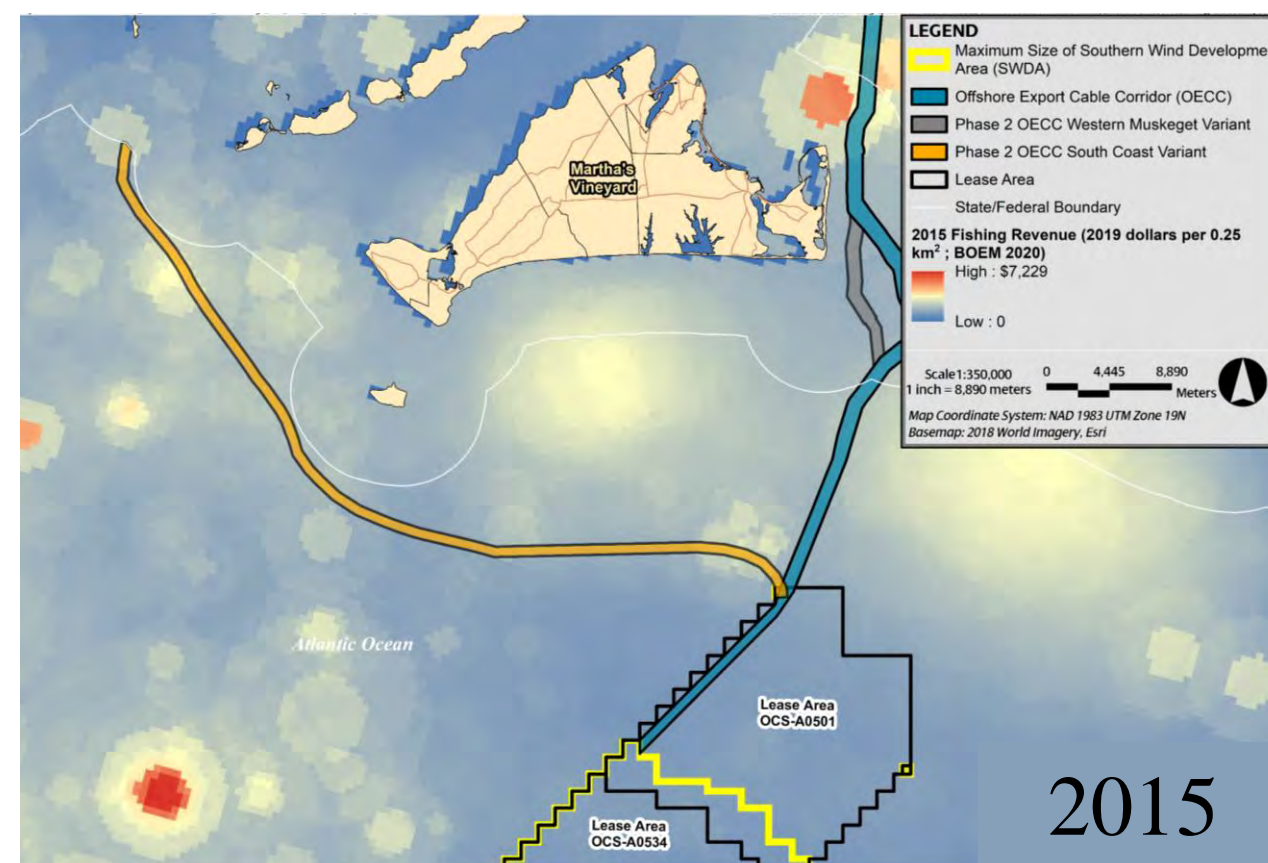 LEGEND
Maximum Size of Southern Wind Developme
Area (SWDA)
Offshore Export Cable Corridor (OECC)
Phase 2 OECC Western Muskeget Variant
Phase 2 OECC South Coast Variant
Lease Area
State/Federal Boundary
2015 Fishing Revenue (2019 dollars per 0.25
km² ; BOEM 2020)
High : $7,229
Low : 0
Scale1:350,000
1 inch = 8,890 meters
0 4,445 8,890
Meters
Map Coordinate System: NAD 1983 UTM Zone 19N
Basemap: 2018 World Imagery, Esri
Martha's
Vineyard
Atlantic Ocean
Lease Area
OCS-A0501
Lease Area
OCS-A0534
2015